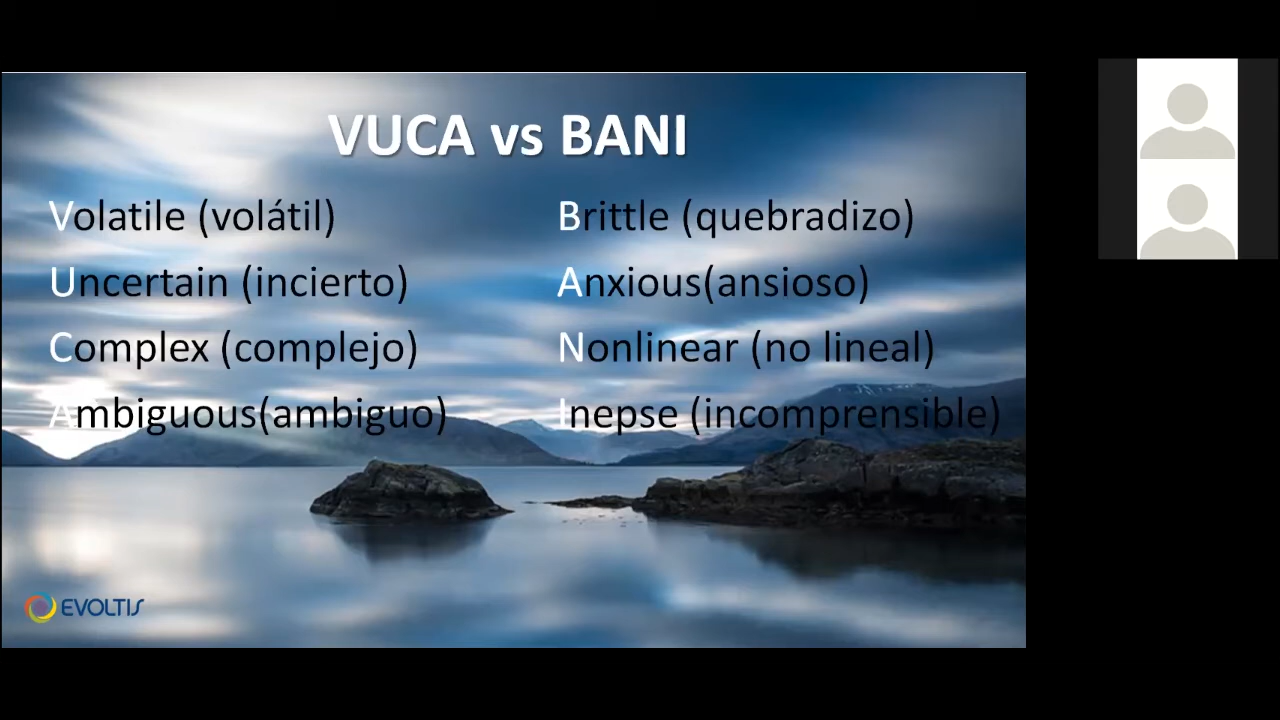 VUCA vs BANI
Volatile (volátil)
Uncertain (incierto)
Complex (complejo)
Ambiguous(ambiguo)
Brittle (quebradizo)
Anxious(ansioso)
Nonlinear (no lineal)
Inepse (incomprensible)
EVOLTIS